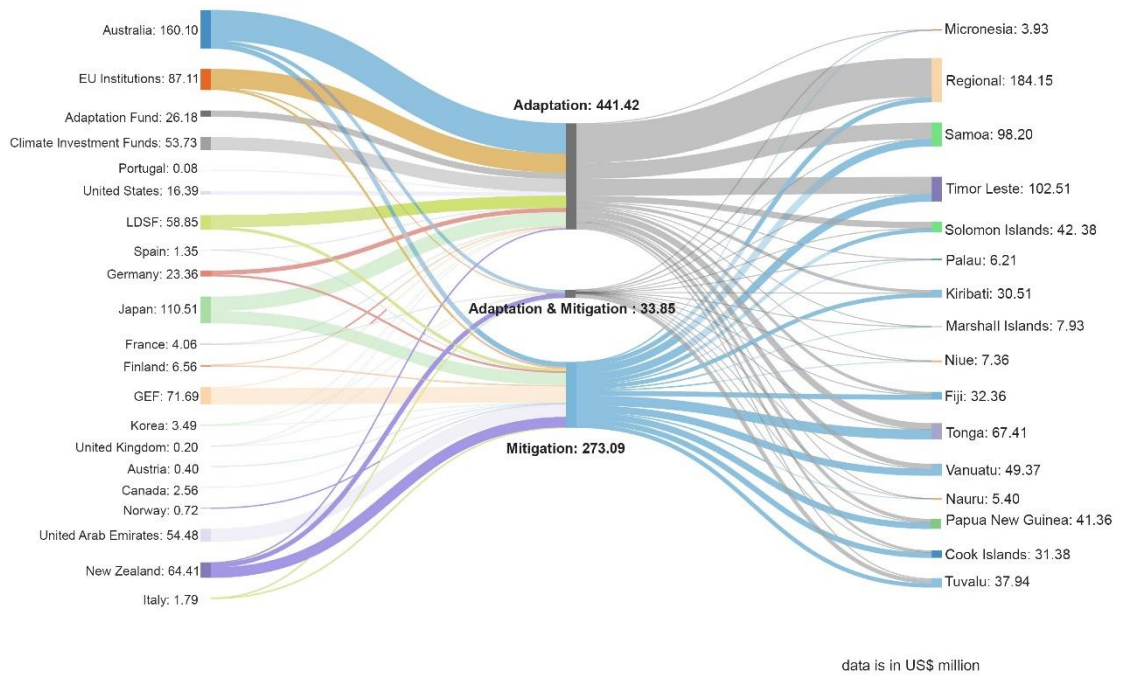 Australia: 160.10
EU Institutions: 87.11
Adaptation Fund: 26.18
Climate Investment Funds: 53.73
Portugal: 0.08
United States: 16.39
LDSF: 58.85
Spain: 1.35
Germany: 23.36
Japan: 110.51
France: 4.06
Finland: 6.56
GEF: 71.69
Korea: 3.49
United Kingdom: 0.20
Austria: 0.40
Canada: 2.56
Norway: 0.72
United Arab Emirates: 54.48
New Zealand: 64.41
Italy: 1.79
Adaptation: 441.42
Adaptation & Mitigation : 33.85
Mitigation: 273.09
Micronesia: 3.93
Regional: 184.15
Samoa: 98.20
Timor Leste: 102.51
Solomon Islands: 42. 38
Palau: 6.21
Kiribati: 30.51
Marshall Islands: 7.93
Niue: 7.36
Fiji: 32.36
Tonga: 67.41
Vanuatu: 49.37
Nauru: 5.40
Papua New Guinea: 41.36
Cook Islands: 31.38
Tuvalu: 37.94
data is in US$ million